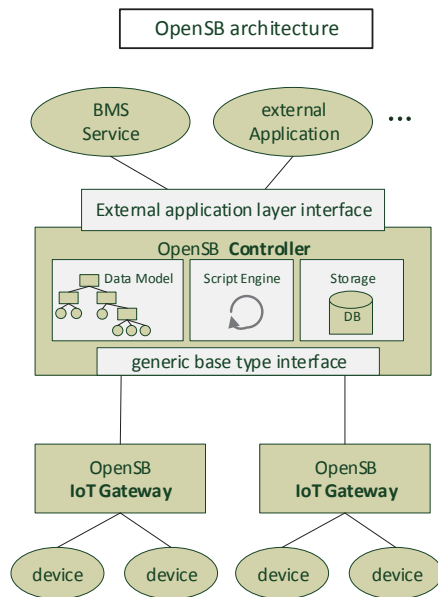 OpenSB architecture
BMS
Service
external
Application
...
External application layer interface
OpenSB Controller
Data Model
Script Engine
Storage
DB
generic base type interface
OpenSB
IoT Gateway
OpenSB
IoT Gateway
device
device
device
device